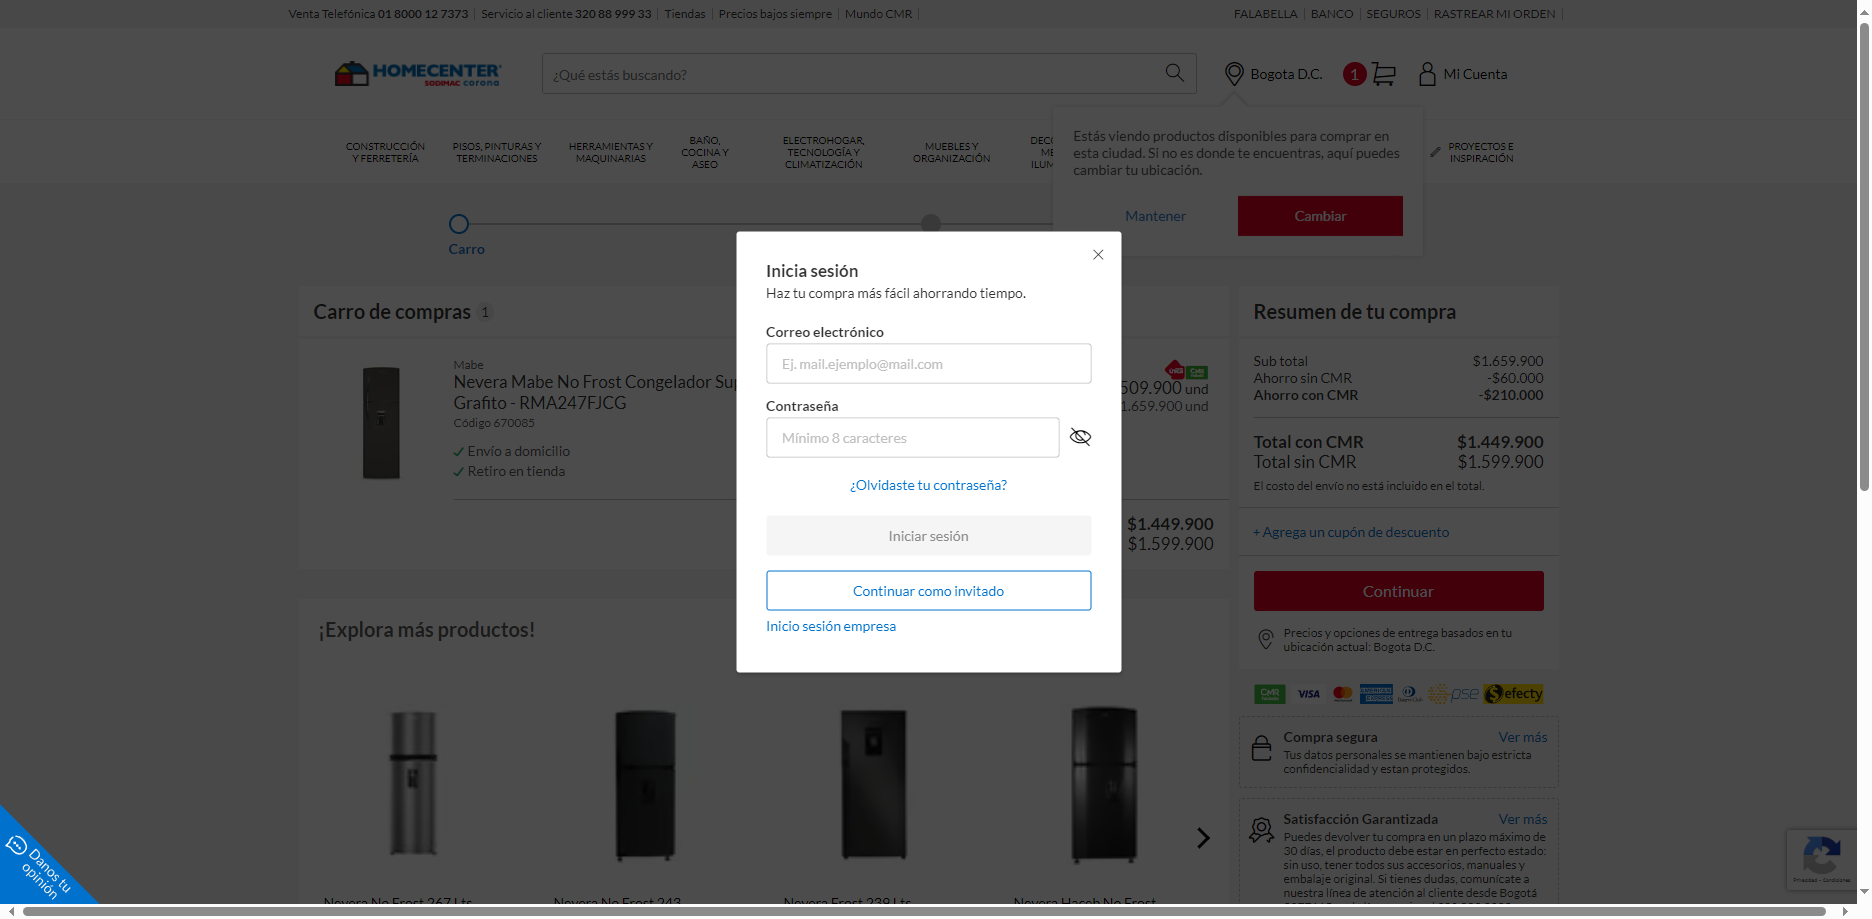 Venta Telefónica 01 8000 12 7373 Servicio al cliente 320 88 999 33 Tiendas Precios bajos siempre Mundo CMR
FALABELLA BANCO SEGUROS RASTREAR MI ORDEN
HOMECENTER
SODIMAC corona
¿Qué estás buscando?
Bogota D.C.
1
Mi Cuenta
CONSTRUCCIÓN
Y FERRETERÍA
PISOS, PINTURAS Y
TERMINACIONES
HERRAMIENTAS Y
MAQUINARIAS
BAÑO,
COCINA Y
ASEO
ELECTROHOGAR,
TECNOLOGÍA Y
CLIMATIZACIÓN
MUEBLES Y
ORGANIZACIÓN
PROYECTOS E
INSPIRACIÓN
Estás viendo productos disponibles para comprar en
esta ciudad. Si no es donde te encuentras, aquí puedes
cambiar tu ubicación.
Mantener
Cambiar
Carro
Inicia sesión
Haz tu compra más fácil ahorrando tiempo.
Correo electrónico
Ej. mail.ejemplo@mail.com
Contraseña
Mínimo 8 caracteres
¿Olvidaste tu contraseña?
Iniciar sesión
Continuar como invitado
Inicio sesión empresa
Carro de compras 1
Mabe
Nevera Mabe No Frost Congelador Su
Grafito - RMA247FJCG
Código 670085
Envío a domicilio
Retiro en tienda
509.900 und
1.659.900 und
$1.449.900
$1.599.900
Resumen de tu compra
Sub total $1.659.900
Ahorro sin CMR -$60.000
Ahorro con CMR -$210.000
Total con CMR $1.449.900
Total sin CMR $1.599.900
El costo del envío no está incluido en el total.
+ Agrega un cupón de descuento
Continuar
Precios y opciones de entrega basados en tu
ubicación actual: Bogota D.C.
CMR VISA AMERICAN EXPRESS pse efecty
Compra segura Ver más
Tus datos personales se mantienen bajo estricta
confidencialidad y estan protegidos.
Satisfacción Garantizada Ver más
Puedes devolver tu compra en un plazo máximo de
30 días, el producto debe estar en perfecto estado:
sin uso, tener todos sus accesorios, manuales y
embalaje original. Si tienes dudas, comunícate a
nuestra línea de atención al cliente desde Bogotá
¡Explora más productos!
Nevera No Frost 267 Lts
Nevera No Frost 243
Nevera Frost 239 Lts
Nevera Haceb No Frost
Danos tu
opinión
Privacidad - Condiciones